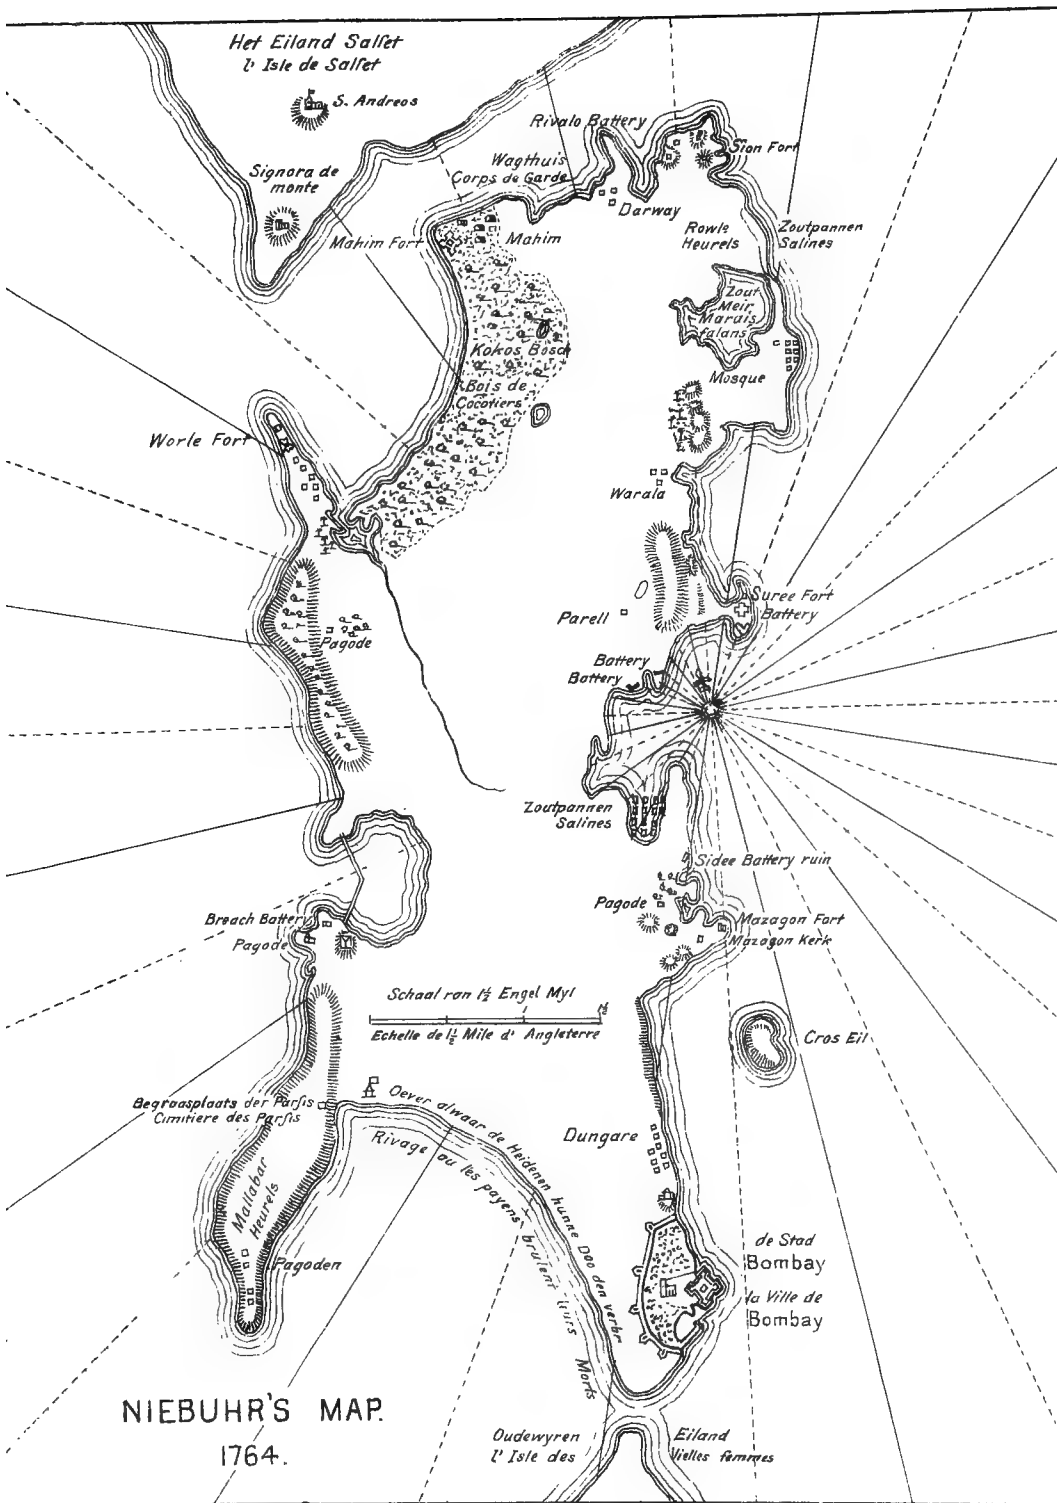 Het Eiland Salset
l' Isle de Salset
S. Andreos
Rivalo Battery
Sion Fort
Wagthuis
Corps de Garde
Signora de
monte
Darway
Rowle
Heurels
Zoutpannen
Salines
Mahim Fort
Mahim
Zout
Meir
Marais
falans
Kokos Bosch
Bois de
Cocotiers
Mosque
Worle Fort
Warala
Suree Fort
Battery
Parell
Pagode
Battery
Battery
Zoutpannen
Salines
Sidee Battery ruin
Pagode
Breach Battery
Pagode
Mazagon Fort
Mazagon Kerk
Schaal van 1½ Engel Myl
Echelle de 1½ Mile d' Angleterre
Cros Eil
Begraasplaats der Parsis
Cimitiere des Parsis
Oever alwaar de Heidenen hunne Doo den verbr
Rivage ou les payens brulent leurs Morts
Dungare
Mallabar
Heurels
Pagoden
de Stad
Bombay
la Ville de
Bombay
NIEBUHR'S MAP.
1764.
Oudewyren Eiland
l' Isle des Vielles femmes